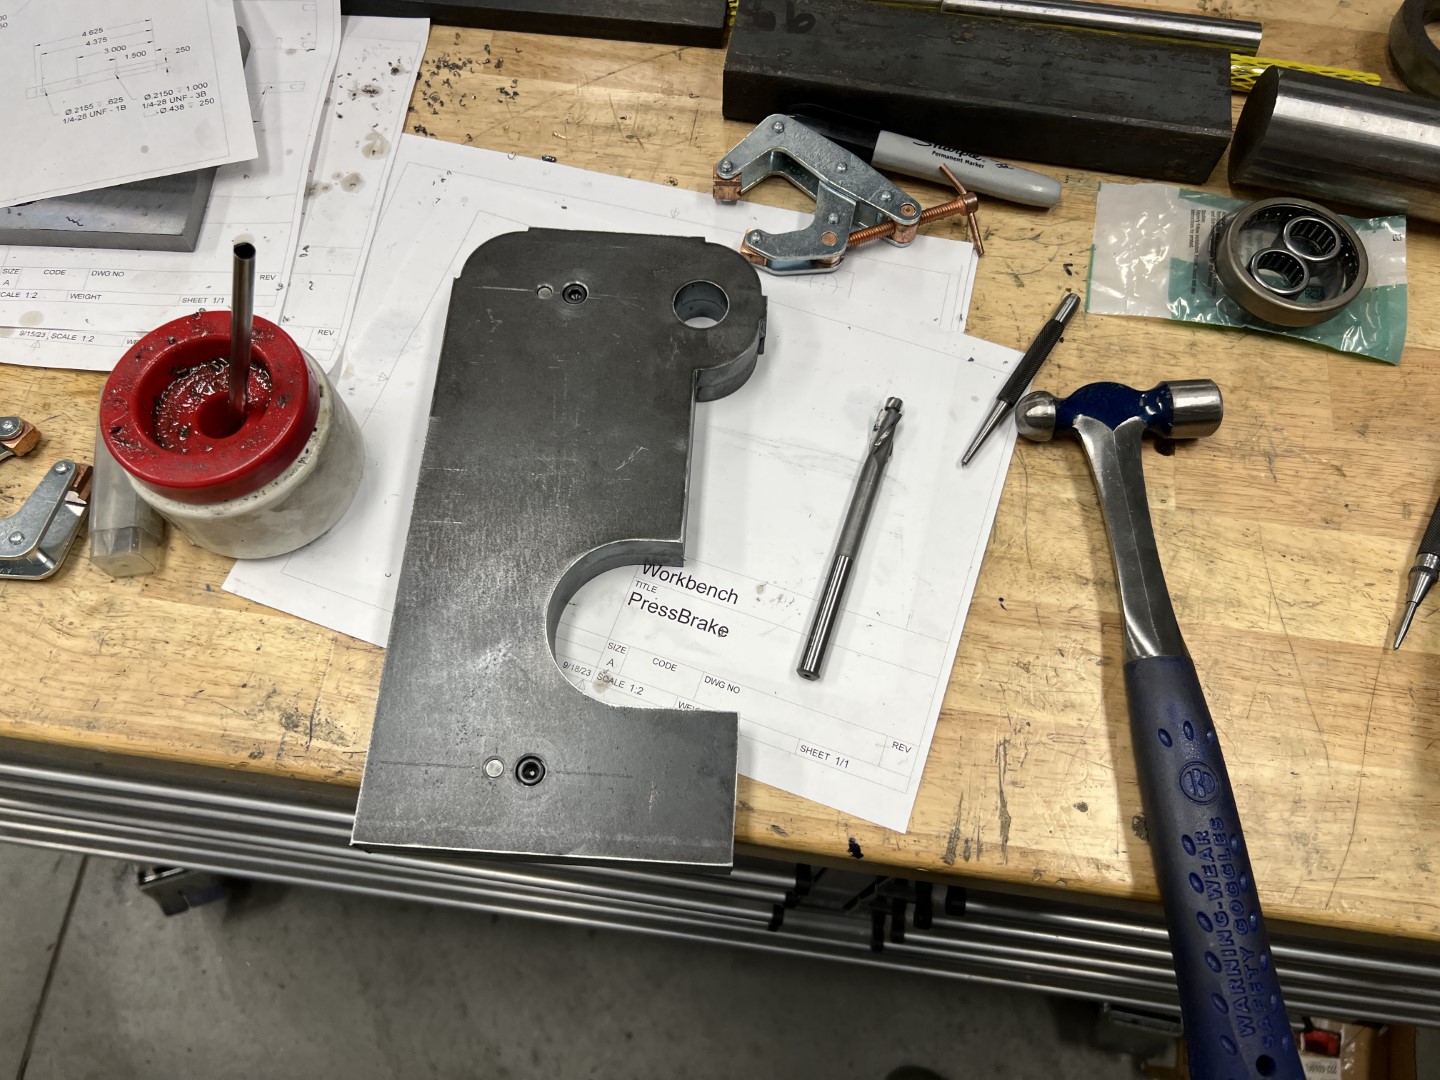 4.625
4.375
3.000
1.500
.250
Ø.2155 ↧ .625
1/4-28 UNF - 1B
Ø.2150 ↧ 1.000
1/4-28 UNF - 3B
Ø.438 ↧ .250
SIZE CODE DWG NO REV
A
SCALE 1:2 WEIGHT SHEET 1/1
REV
9/15/23 SCALE 1:2
Sharpie
Permanent Marker
Workbench
TITLE
PressBrake
SIZE CODE DWG NO REV
A
9/18/23 SCALE 1:2
SHEET 1/1
WARNING-WEAR
SAFETY GOGGLES